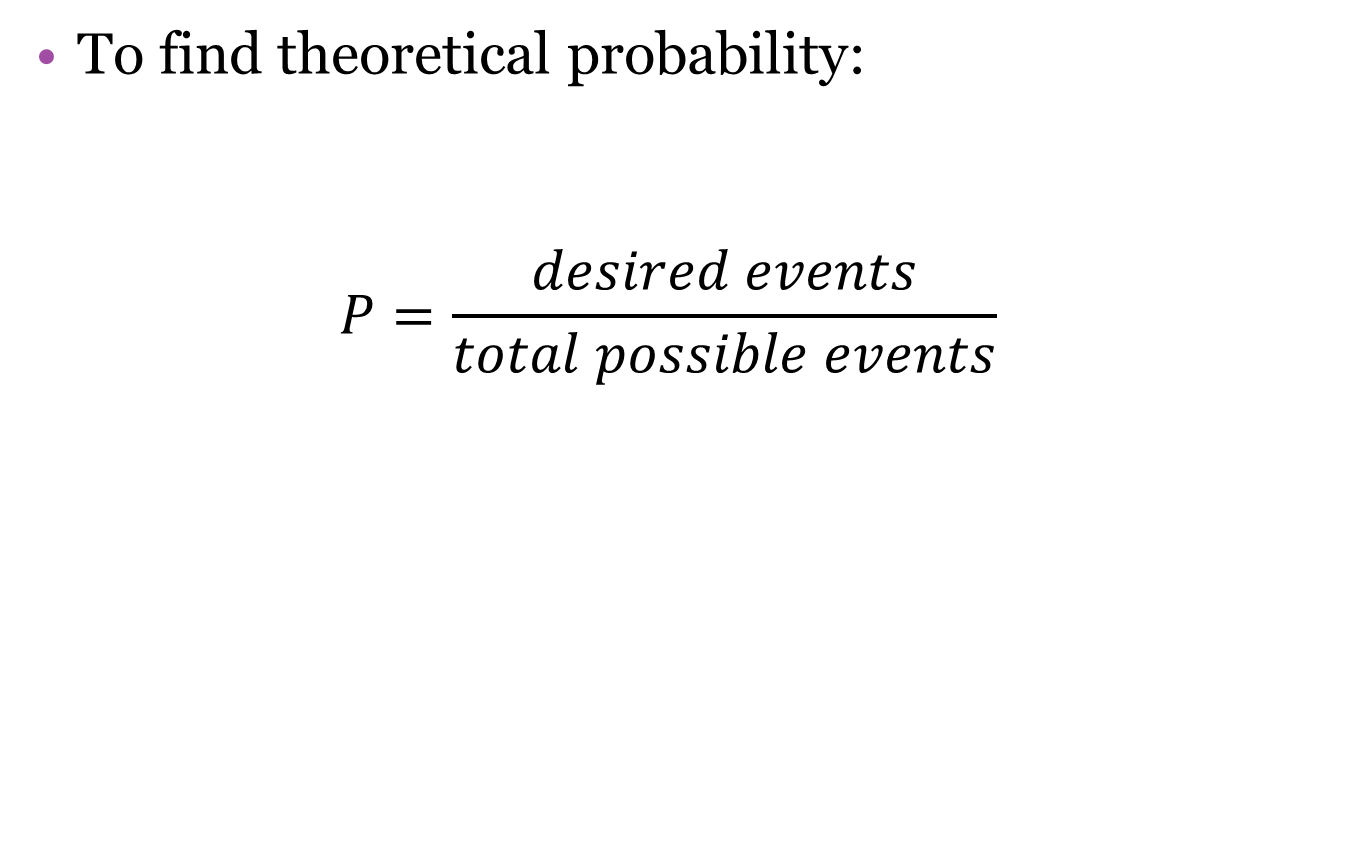 • To find theoretical probability:
P = desired events / total possible events